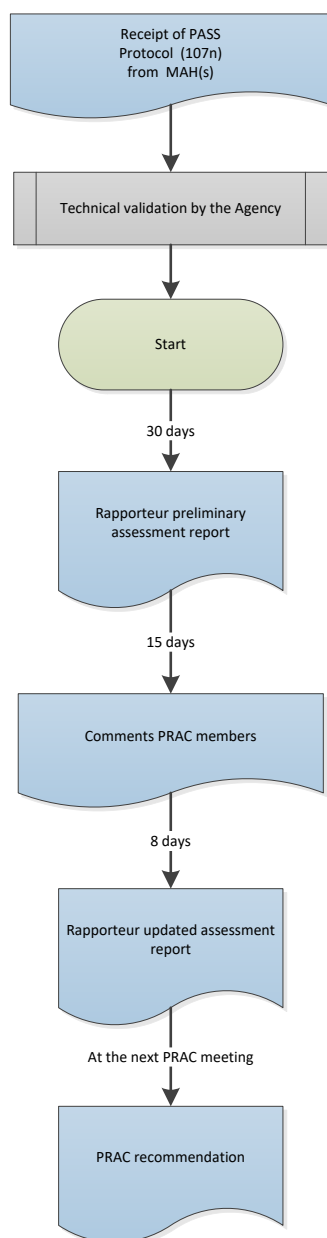 Receipt of PASS
Protocol (107n)
from MAH(s)
Technical validation by the Agency
Start
30 days
Rapporteur preliminary
assessment report
15 days
Comments PRAC members
8 days
Rapporteur updated assessment
report
At the next PRAC meeting
PRAC recommendation